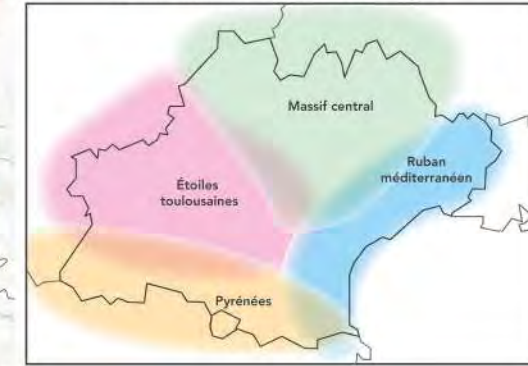 Massif central
Ruban
méditerranéen
Étoiles
toulousaines
Pyrénées